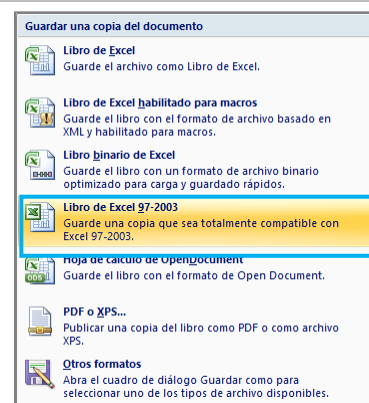 Guardar una copia del documento
Libro de Excel
Guarde el archivo como Libro de Excel.
Libro de Excel habilitado para macros
Guarde el libro con el formato de archivo basado en
XML y habilitado para macros.
Libro binario de Excel
Guarde el libro con un formato de archivo binario
optimizado para carga y guardado rápidos.
Libro de Excel 97-2003
Guarde una copia que sea totalmente compatible con
Excel 97-2003.
Hoja de cálculo de OpenDocument
Guarde el libro con el formato de Open Document.
PDF o XPS...
Publicar una copia del libro como PDF o como archivo
XPS.
Otros formatos
Abra el cuadro de diálogo Guardar como para
seleccionar uno de los tipos de archivo disponibles.